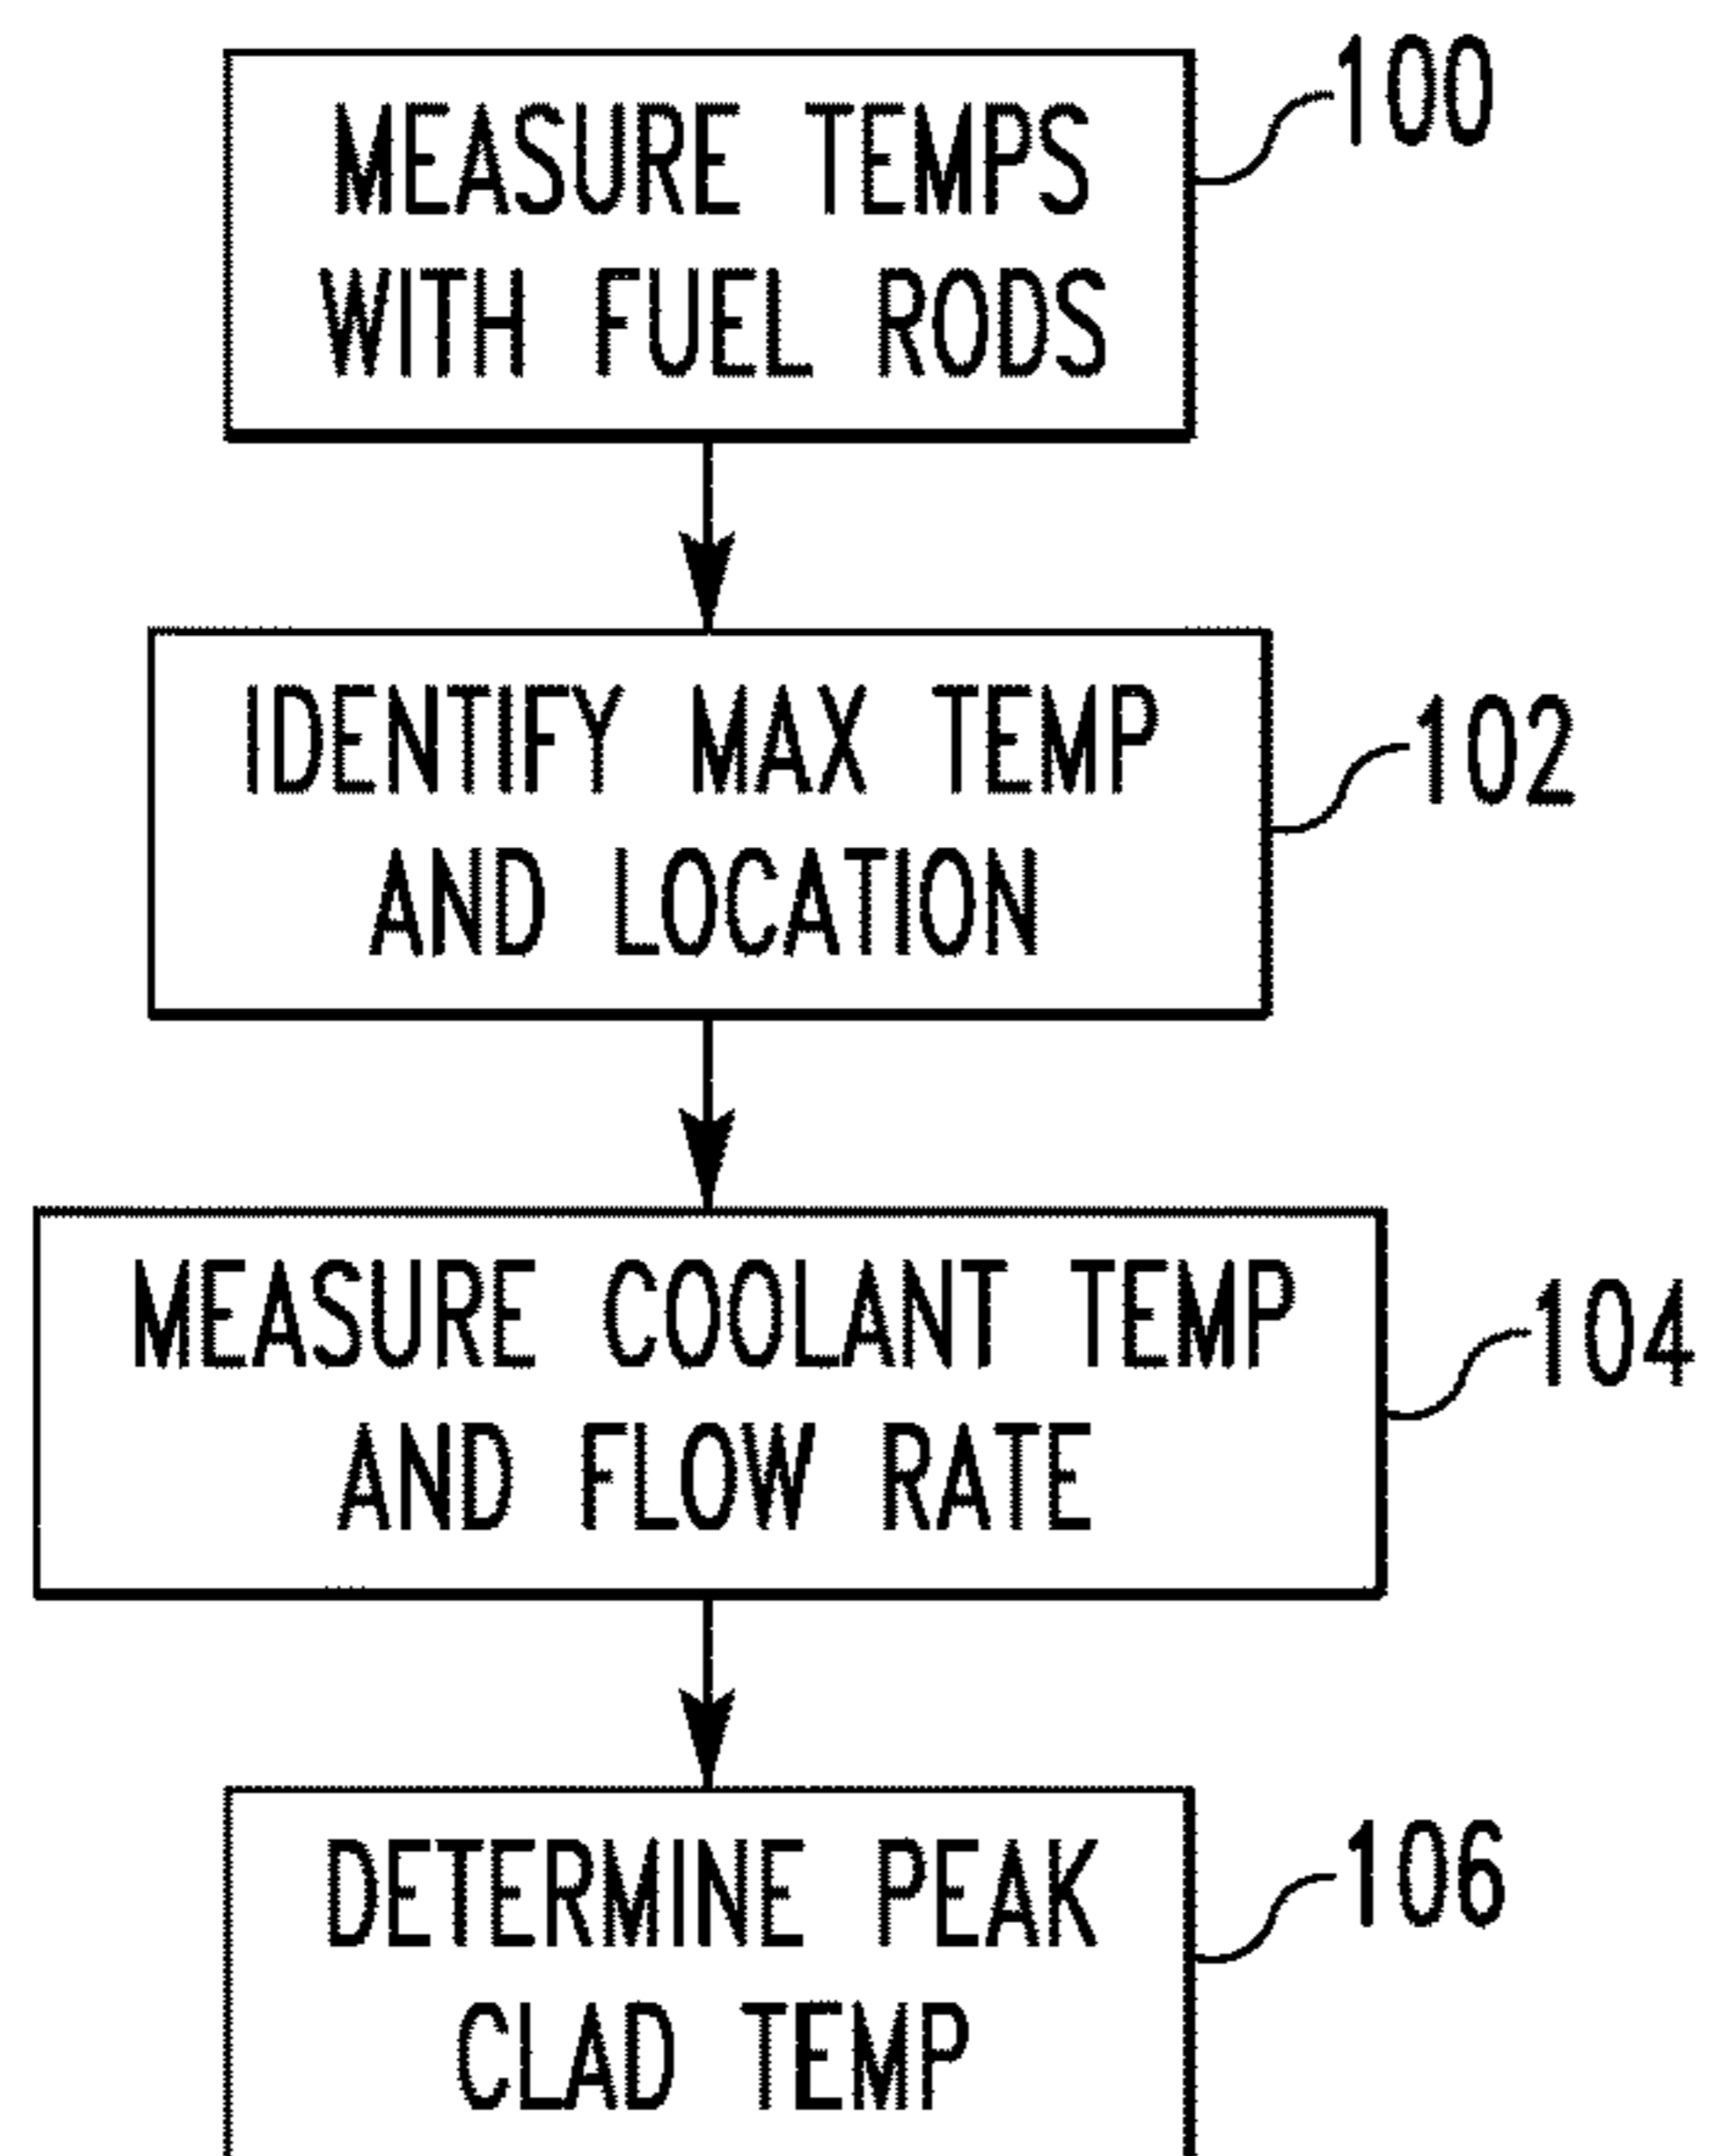 MEASURE TEMPS
WITH FUEL RODS
100
IDENTIFY MAX TEMP
AND LOCATION
102
MEASURE COOLANT TEMP
AND FLOW RATE
104
DETERMINE PEAK
CLAD TEMP
106